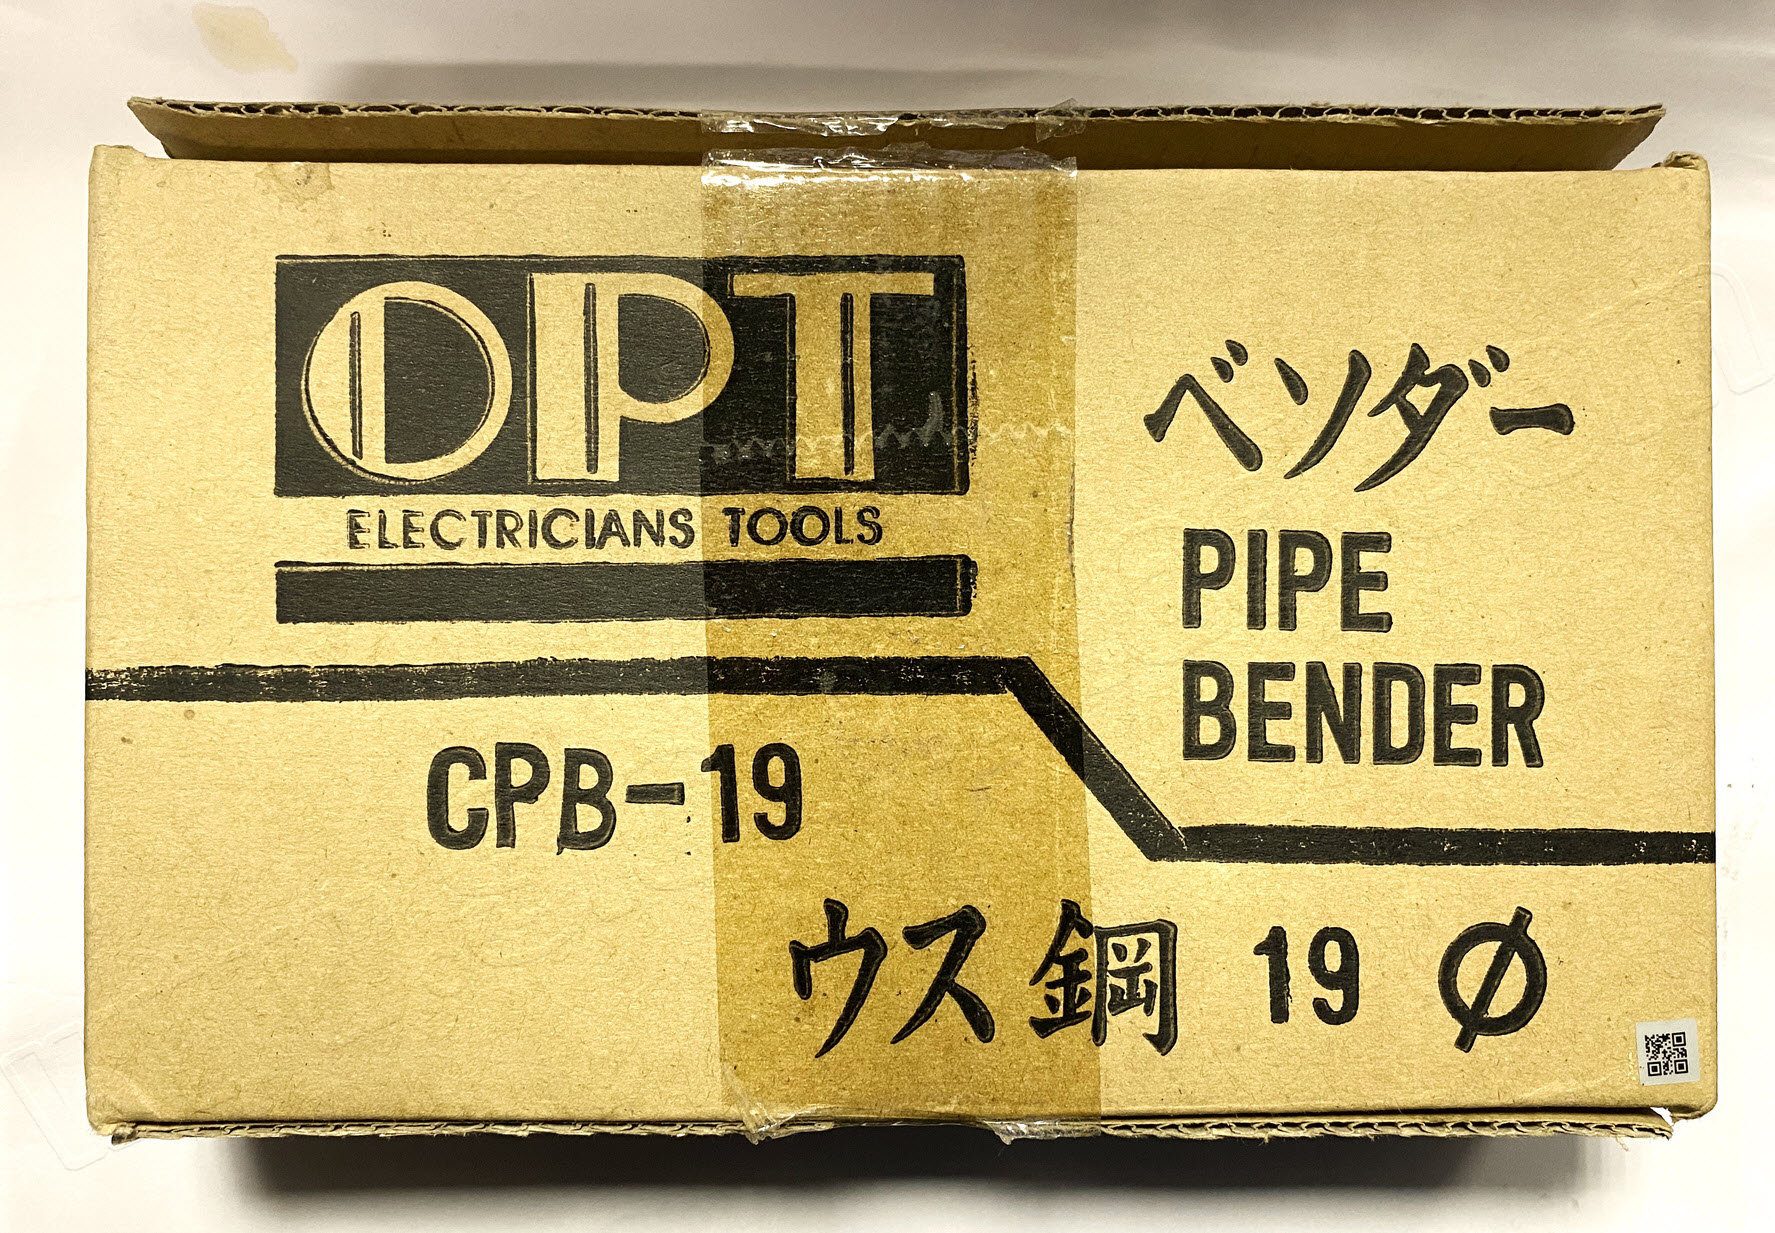 OPT
ELECTRICIANS TOOLS
ベンダー
PIPE
BENDER
CPB-19
ウス鋼 19 Ø